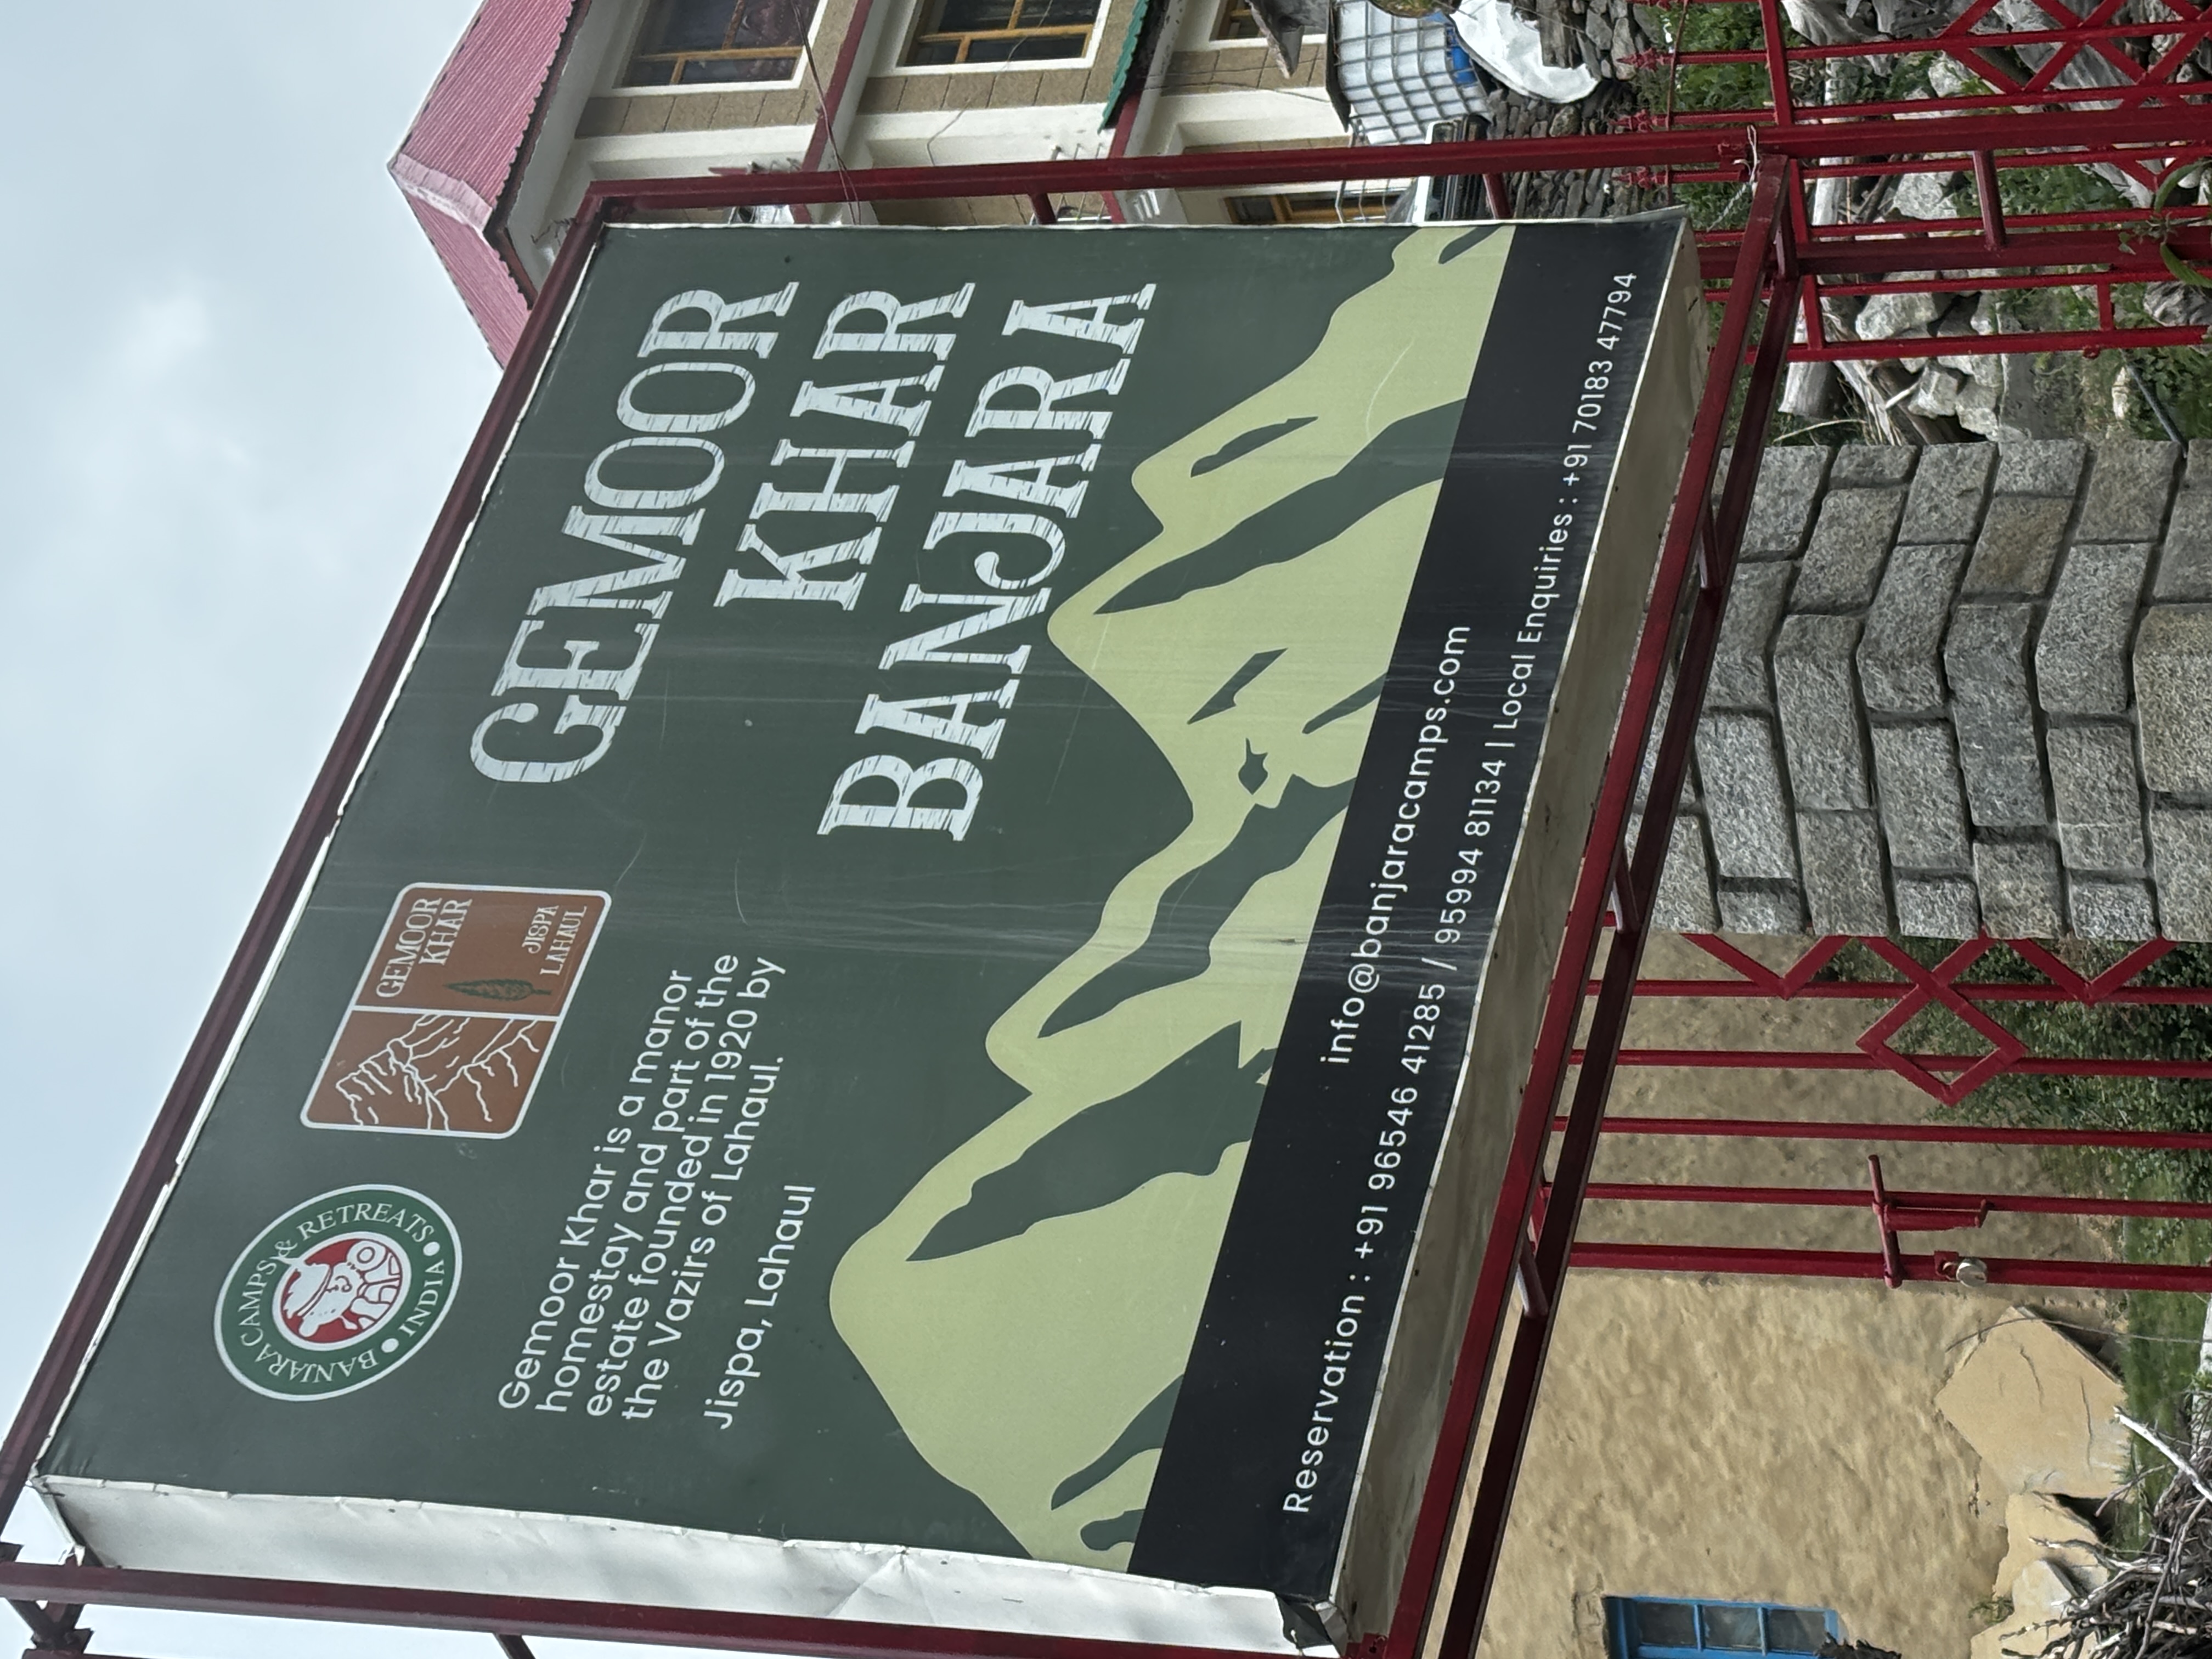 BANJARA CAMPS & RETREATS
INDIA
GEMOOR
KHAR
JISPA
LAHAUL
GEMOOR
KHAR
BANJARA
Gemoor Khar is a manor
homestay and part of the
estate founded in 1920 by
the Vazirs of Lahaul.
Jispa, Lahaul
info@banjaracamps.com
Reservation : +91 96546 41285 / 95994 81134 | Local Enquiries : +91 70183 47794